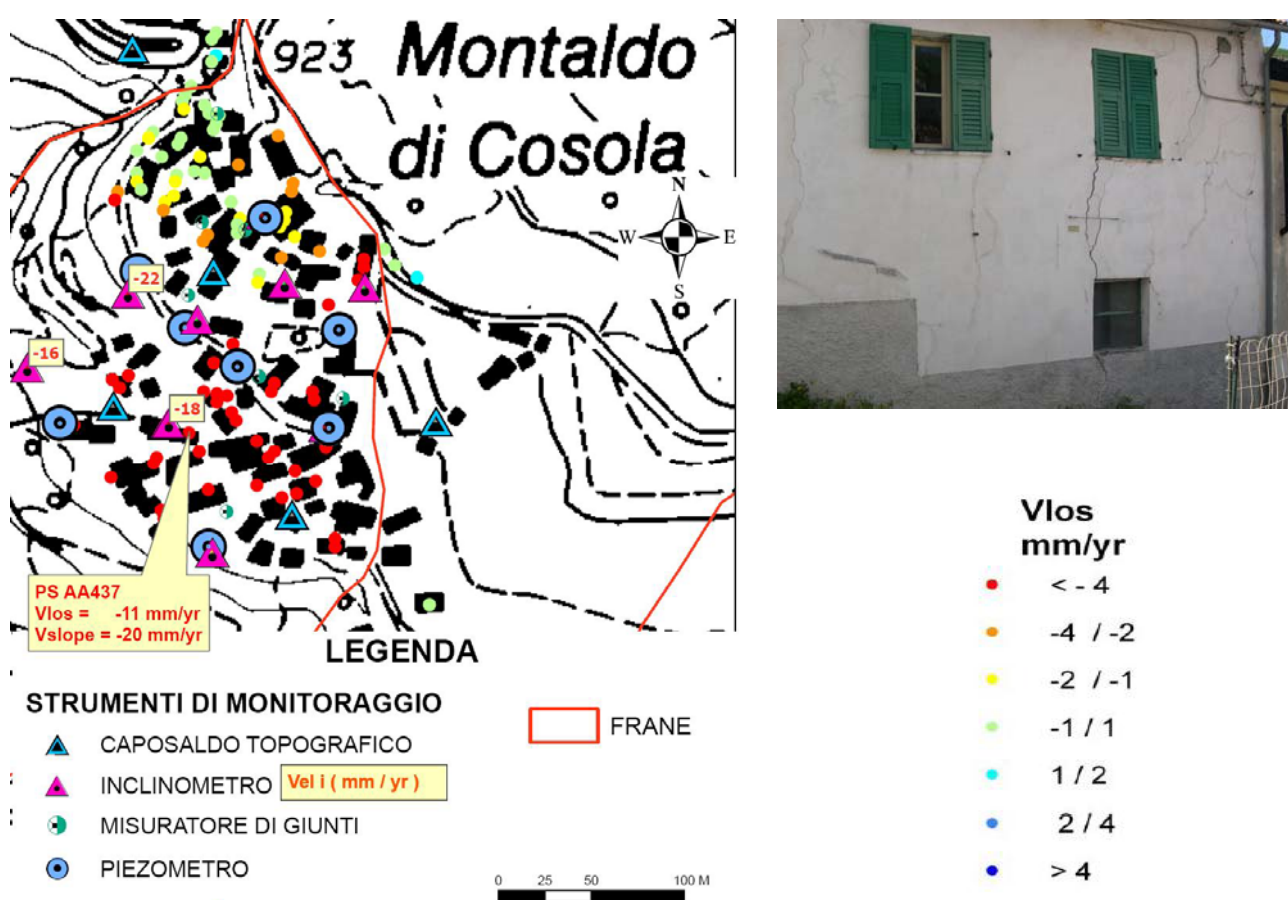 923
Montaldo
di Cosola
N
W
E
S
-22
-16
-18
PS AA437
Vlos = -11 mm/yr
Vslope = -20 mm/yr
LEGENDA
STRUMENTI DI MONITORAGGIO
CAPOSALDO TOPOGRAFICO
INCLINOMETRO
Vel i ( mm / yr )
MISURATORE DI GIUNTI
PIEZOMETRO
FRANE
0 25 50 100 M
Vlos
mm/yr
< - 4
-4 / -2
-2 / -1
-1 / 1
1 / 2
2 / 4
> 4